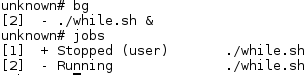 unknown# bg
[2]  - ./while.sh &
unknown# jobs
[1]  + Stopped (user)      ./while.sh
[2]  - Running             ./while.sh